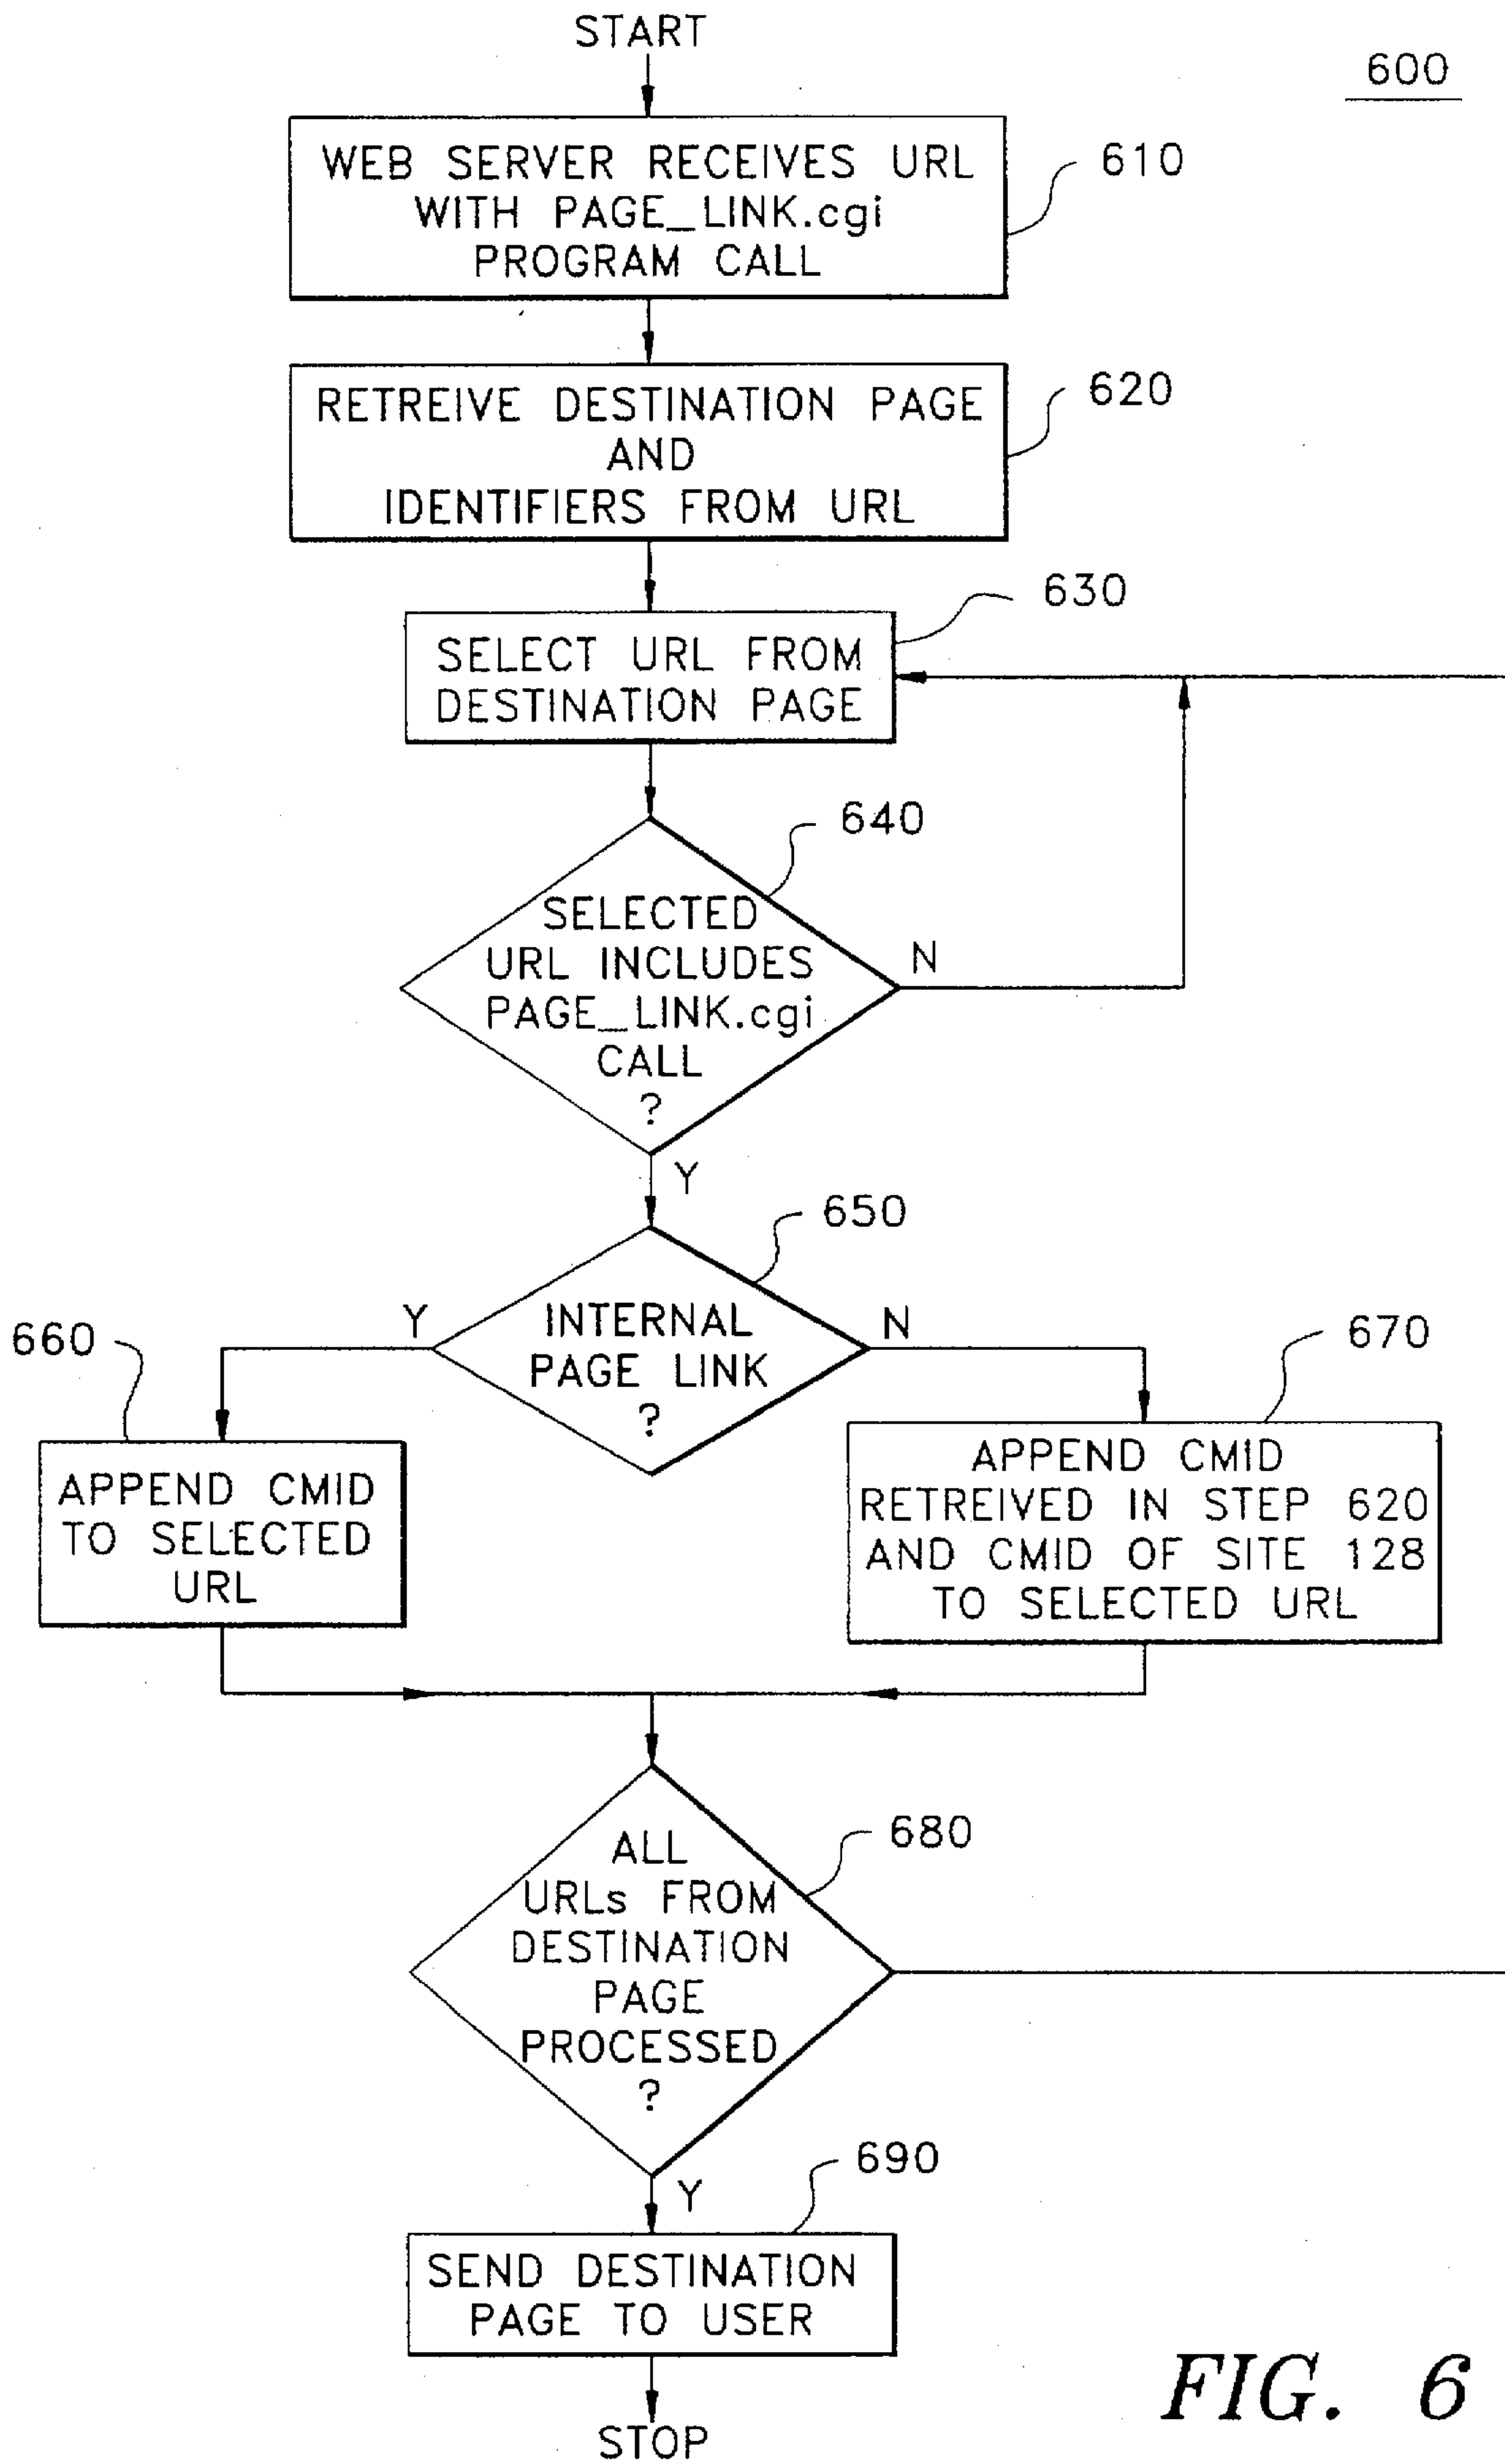 START
600
WEB SERVER RECEIVES URL
WITH PAGE_LINK.cgi
PROGRAM CALL
610
RETREIVE DESTINATION PAGE
AND
IDENTIFIERS FROM URL
620
630
SELECT URL FROM
DESTINATION PAGE
640
SELECTED
URL INCLUDES
PAGE_LINK.cgi
CALL
?
N
Y
650
INTERNAL
PAGE LINK
?
Y
N
660
670
APPEND CMID
TO SELECTED
URL
APPEND CMID
RETREIVED IN STEP 620
AND CMID OF SITE 128
TO SELECTED URL
680
ALL
URLs FROM
DESTINATION
PAGE
PROCESSED
?
Y
690
SEND DESTINATION
PAGE TO USER
STOP
FIG. 6